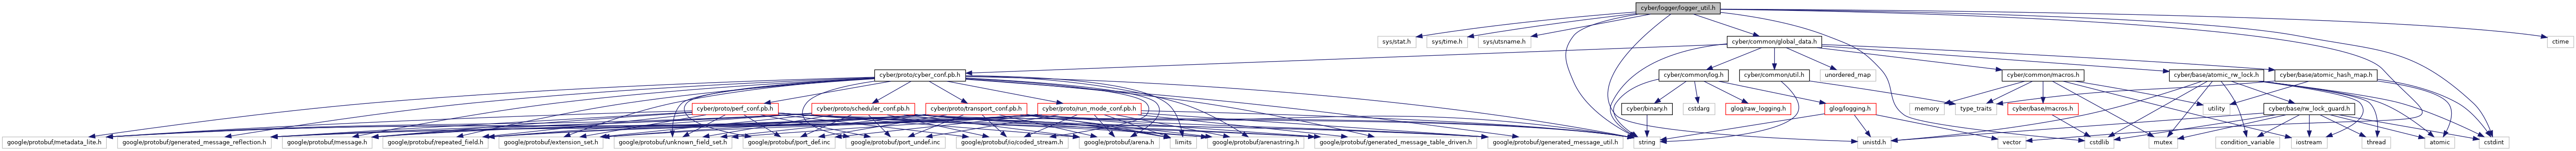 cyber/logger/logger_util.h
sys/stat.h sys/time.h sys/utsname.h cyber/common/global_data.h ctime
cyber/proto/cyber_conf.pb.h cyber/common/log.h cyber/common/util.h unordered_map cyber/common/macros.h cyber/base/atomic_rw_lock.h cyber/base/atomic_hash_map.h
cyber/proto/perf_conf.pb.h cyber/proto/scheduler_conf.pb.h cyber/proto/transport_conf.pb.h cyber/proto/run_mode_conf.pb.h cyber/binary.h cstdarg glog/raw_logging.h glog/logging.h memory type_traits cyber/base/macros.h utility cyber/base/rw_lock_guard.h
google/protobuf/metadata_lite.h google/protobuf/generated_message_reflection.h google/protobuf/message.h google/protobuf/repeated_field.h google/protobuf/extension_set.h google/protobuf/unknown_field_set.h google/protobuf/port_def.inc google/protobuf/port_undef.inc google/protobuf/io/coded_stream.h google/protobuf/arena.h limits google/protobuf/arenastring.h google/protobuf/generated_message_table_driven.h google/protobuf/generated_message_util.h string unistd.h vector cstdlib mutex condition_variable iostream thread atomic cstdint